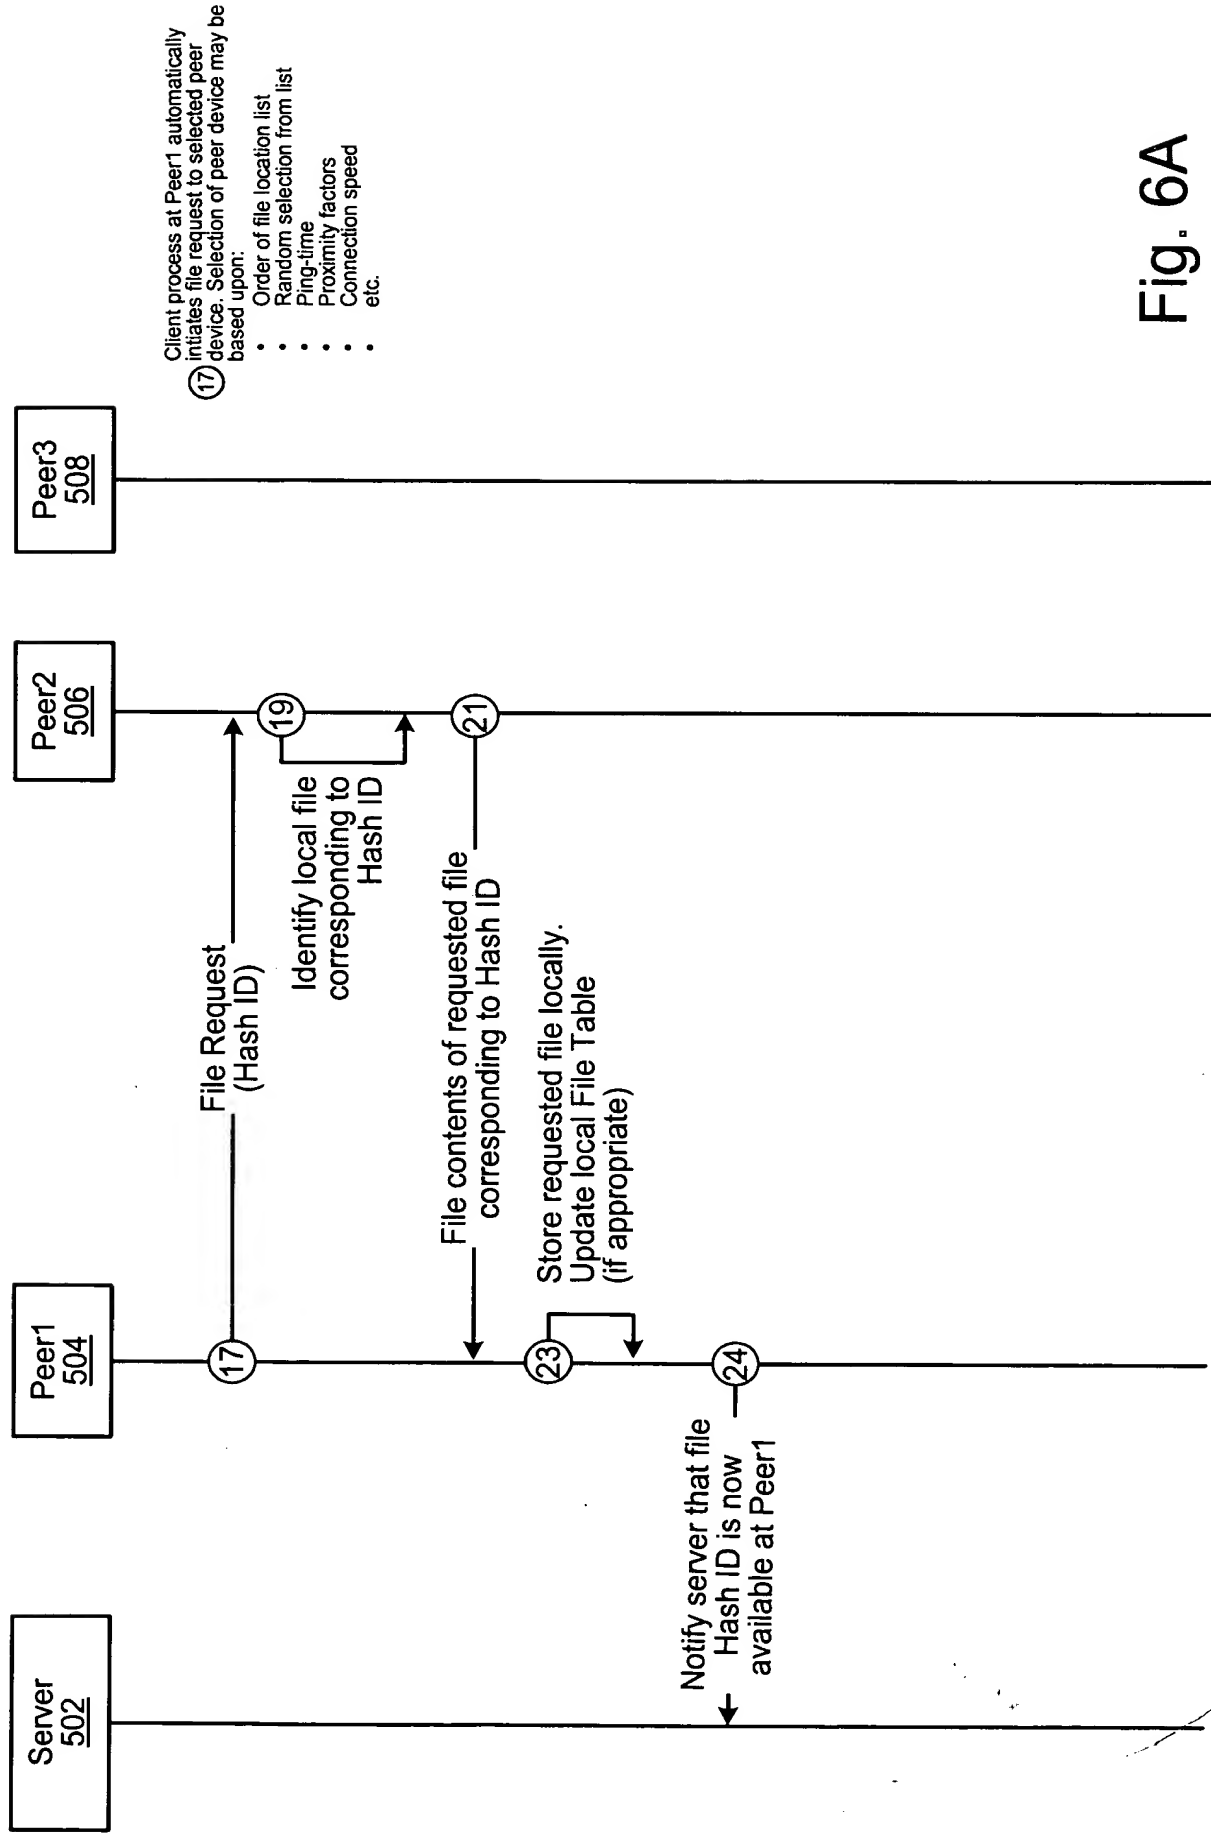 Server
502
Peer1
504
Peer2
506
Peer3
508
17
File Request
(Hash ID)
19
Identify local file
corresponding to
Hash ID
21
File contents of requested file
corresponding to Hash ID
23
Store requested file locally.
Update local File Table
(if appropriate)
24
Notify server that file
Hash ID is now
available at Peer1
17
Client process at Peer1 automatically
intiates file request to selected peer
device. Selection of peer device may be
based upon:
• Order of file location list
• Random selection from list
• Ping-time
• Proximity factors
• Connection speed
• etc.
Fig. 6A